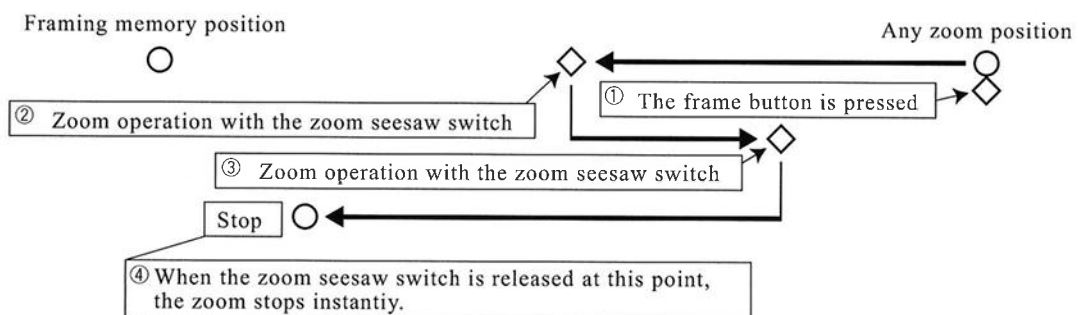 Framing memory position
Any zoom position
① The frame button is pressed
② Zoom operation with the zoom seesaw switch
③ Zoom operation with the zoom seesaw switch
Stop
④ When the zoom seesaw switch is released at this point,
the zoom stops instantiy.